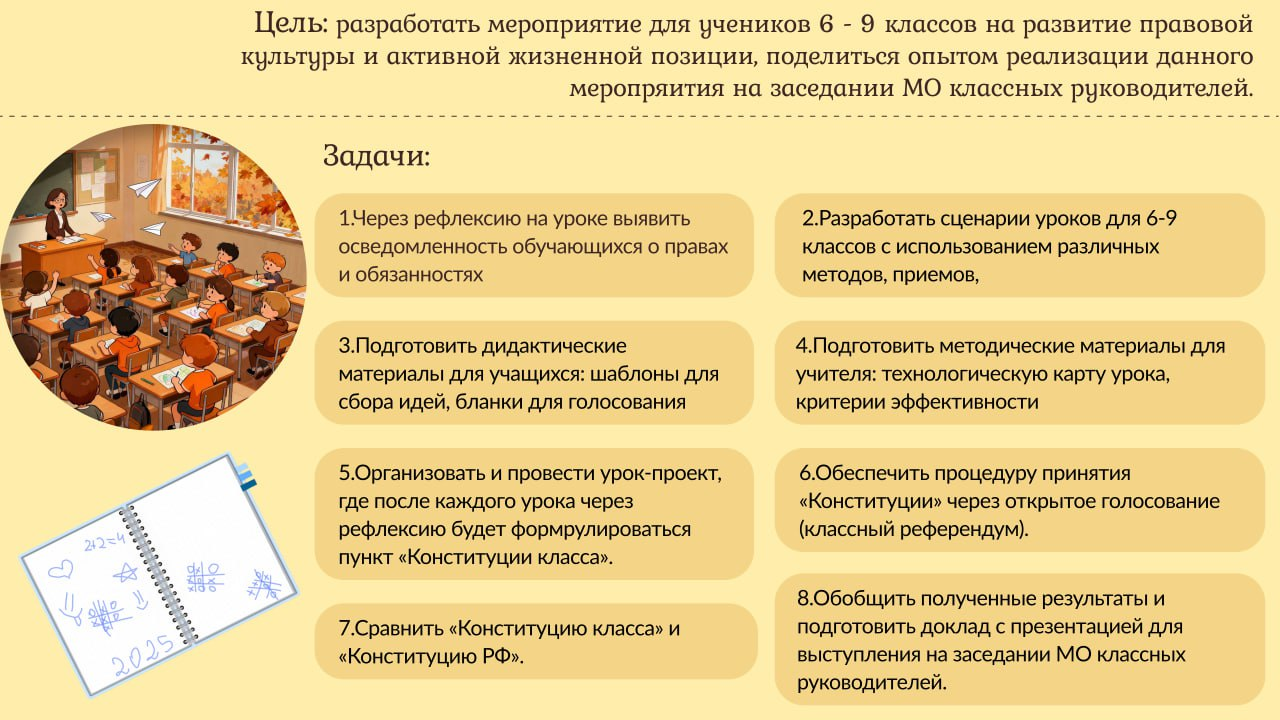 Цель: разработать мероприятие для учеников 6 - 9 классов на развитие правовой
культуры и активной жизненной позиции, поделиться опытом реализации данного
мепропряития на заседании МО классных руководителей.
Задачи:
1.Через рефлексию на уроке выявить
осведомленность обучающихся о правах
и обязанностях
2.Разработать сценарии уроков для 6-9
классов с использованием различных
методов, приемов,
3.Подготовить дидактические
материалы для учащихся: шаблоны для
сбора идей, бланки для голосования
4.Подготовить методические материалы для
учителя: технологическую карту урока,
критерии эффективности
5.Организовать и провести урок-проект,
где после каждого урока через
рефлексию будет формрулироваться
пункт «Конституции класса».
6.Обеспечить процедуру принятия
«Конституции» через открытое голосование
(классный референдум).
7.Сравнить «Конституцию класса» и
«Конституцию РФ».
8.Обобщить полученные результаты и
подготовить доклад с презентацией для
выступления на заседании МО классных
руководителей.
2+2=4
2025